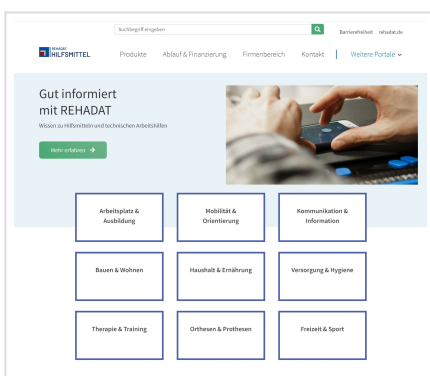 Suchbegriff eingeben
Barrierefreiheit rehadat.de
REHADAT
HILFSMITTEL
Produkte Ablauf & Finanzierung Firmenbereich Kontakt Weitere Portale
Gut informiert
mit REHADAT
Wissen zu Hilfsmitteln und technischen Arbeitshilfen
Mehr erfahren →
Arbeitsplatz &
Ausbildung
Mobilität &
Orientierung
Kommunikation &
Information
Bauen & Wohnen
Haushalt & Ernährung
Versorgung & Hygiene
Therapie & Training
Orthesen & Prothesen
Freizeit & Sport